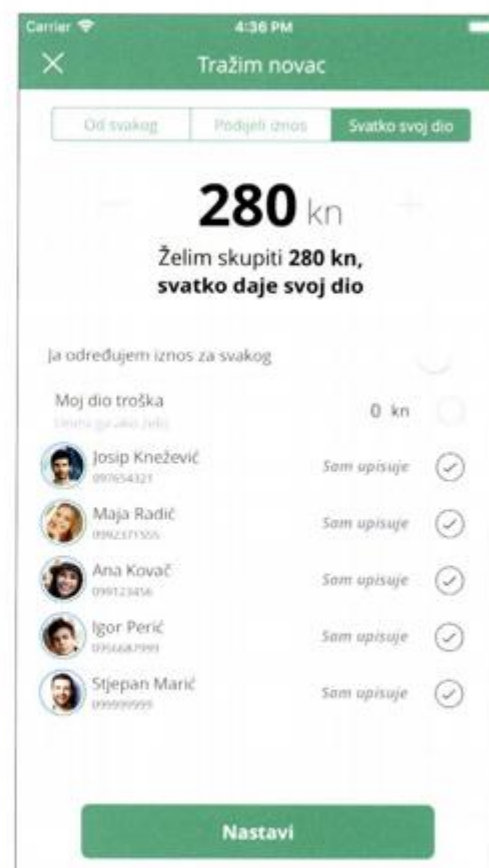 Carrier 4:36 PM
Tražim novac
Od svakog Podijeli iznos Svatko svoj dio
280 kn
Želim skupiti 280 kn,
svatko daje svoj dio
Ja određujem iznos za svakog
Moj dio troška
0 kn
Josip Knežević
097654321
Sam upisuje
Maja Radić
0992371555
Sam upisuje
Ana Kovač
099123456
Sam upisuje
Igor Perić
0956687999
Sam upisuje
Stjepan Marić
099999999
Sam upisuje
Nastavi